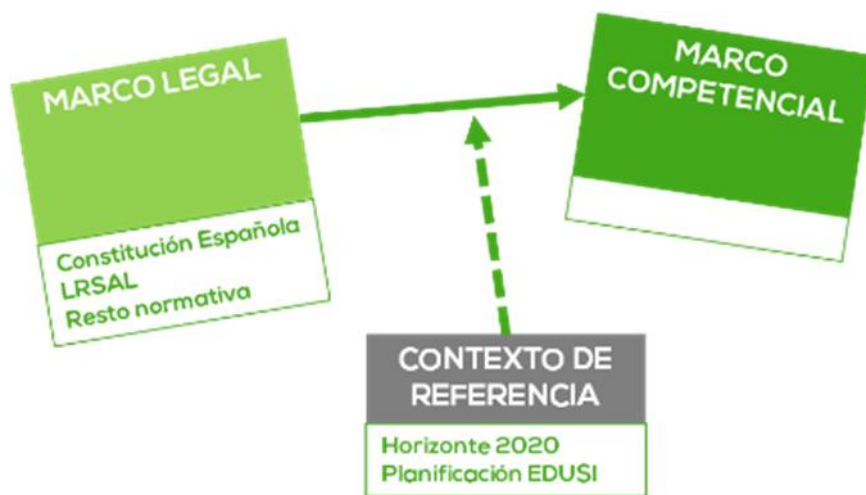 MARCO LEGAL
Constitución Española
LRSAL
Resto normativa
MARCO
COMPETENCIAL
CONTEXTO DE
REFERENCIA
Horizonte 2020
Planificación EDUSI